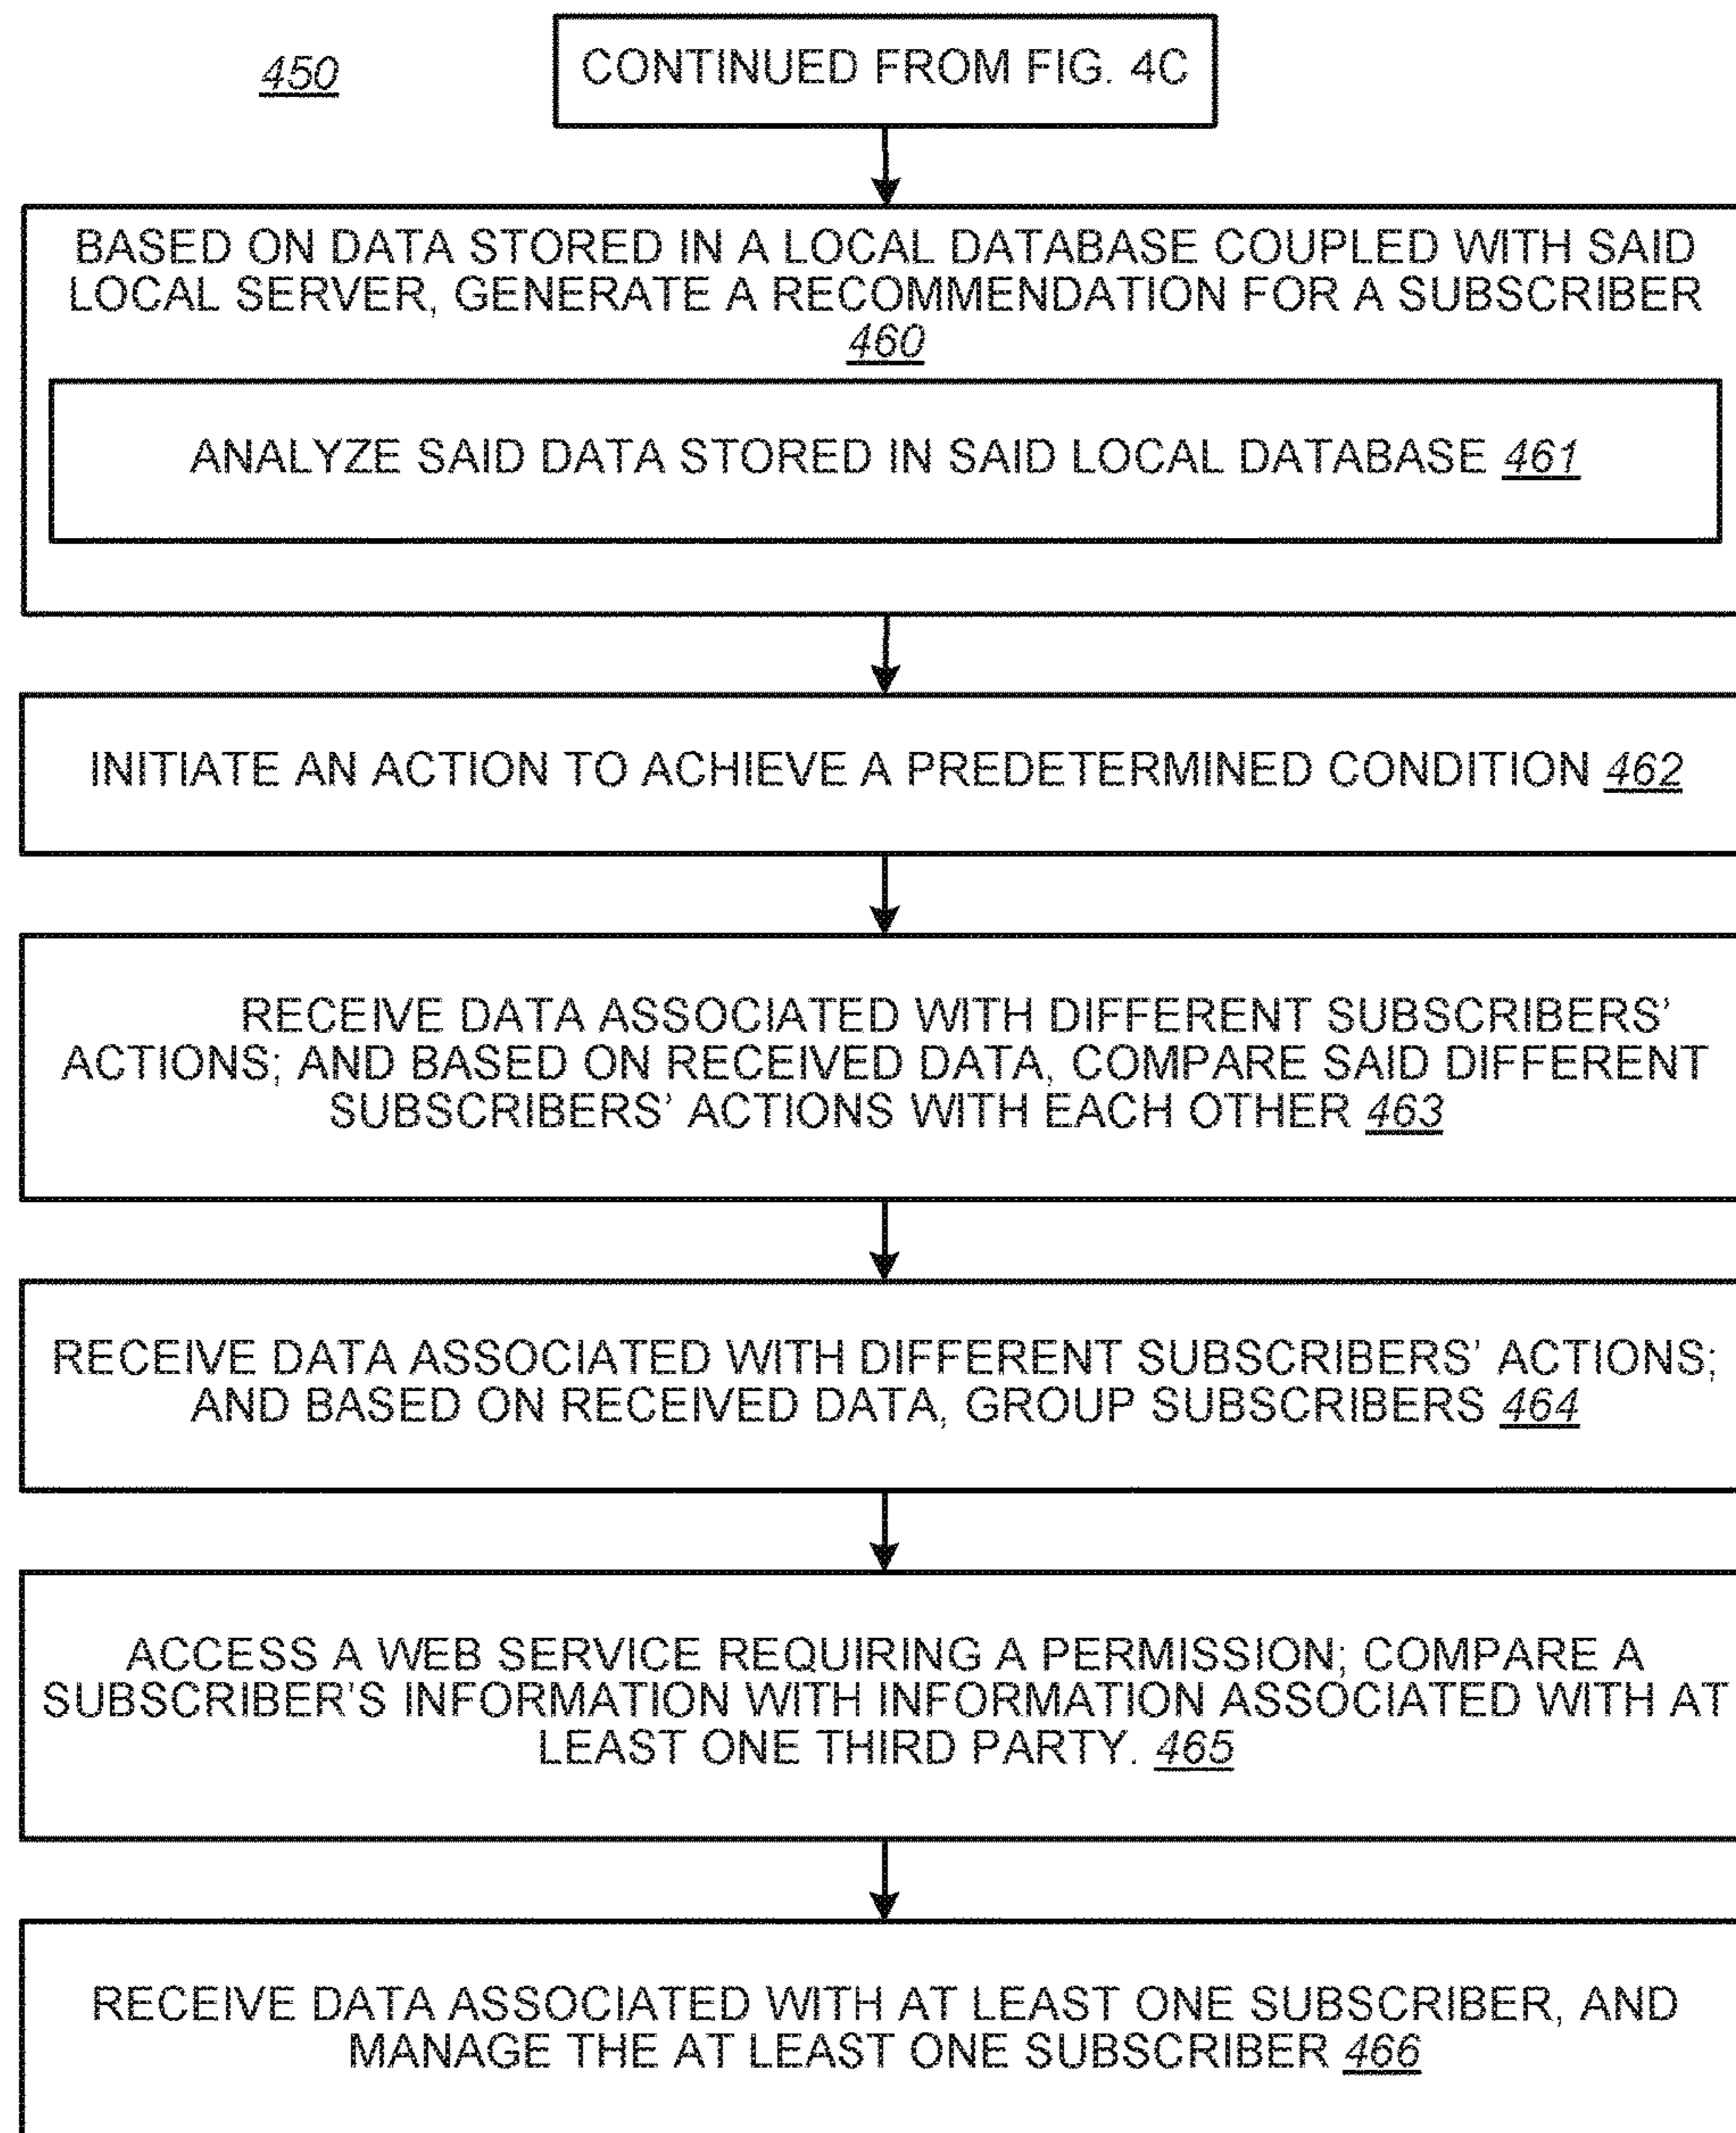 450
CONTINUED FROM FIG. 4C
BASED ON DATA STORED IN A LOCAL DATABASE COUPLED WITH SAID
LOCAL SERVER, GENERATE A RECOMMENDATION FOR A SUBSCRIBER
460
ANALYZE SAID DATA STORED IN SAID LOCAL DATABASE 461
INITIATE AN ACTION TO ACHIEVE A PREDETERMINED CONDITION 462
RECEIVE DATA ASSOCIATED WITH DIFFERENT SUBSCRIBERS’
ACTIONS; AND BASED ON RECEIVED DATA, COMPARE SAID DIFFERENT
SUBSCRIBERS’ ACTIONS WITH EACH OTHER 463
RECEIVE DATA ASSOCIATED WITH DIFFERENT SUBSCRIBERS’ ACTIONS;
AND BASED ON RECEIVED DATA, GROUP SUBSCRIBERS 464
ACCESS A WEB SERVICE REQUIRING A PERMISSION; COMPARE A
SUBSCRIBER’S INFORMATION WITH INFORMATION ASSOCIATED WITH AT
LEAST ONE THIRD PARTY. 465
RECEIVE DATA ASSOCIATED WITH AT LEAST ONE SUBSCRIBER, AND
MANAGE THE AT LEAST ONE SUBSCRIBER 466